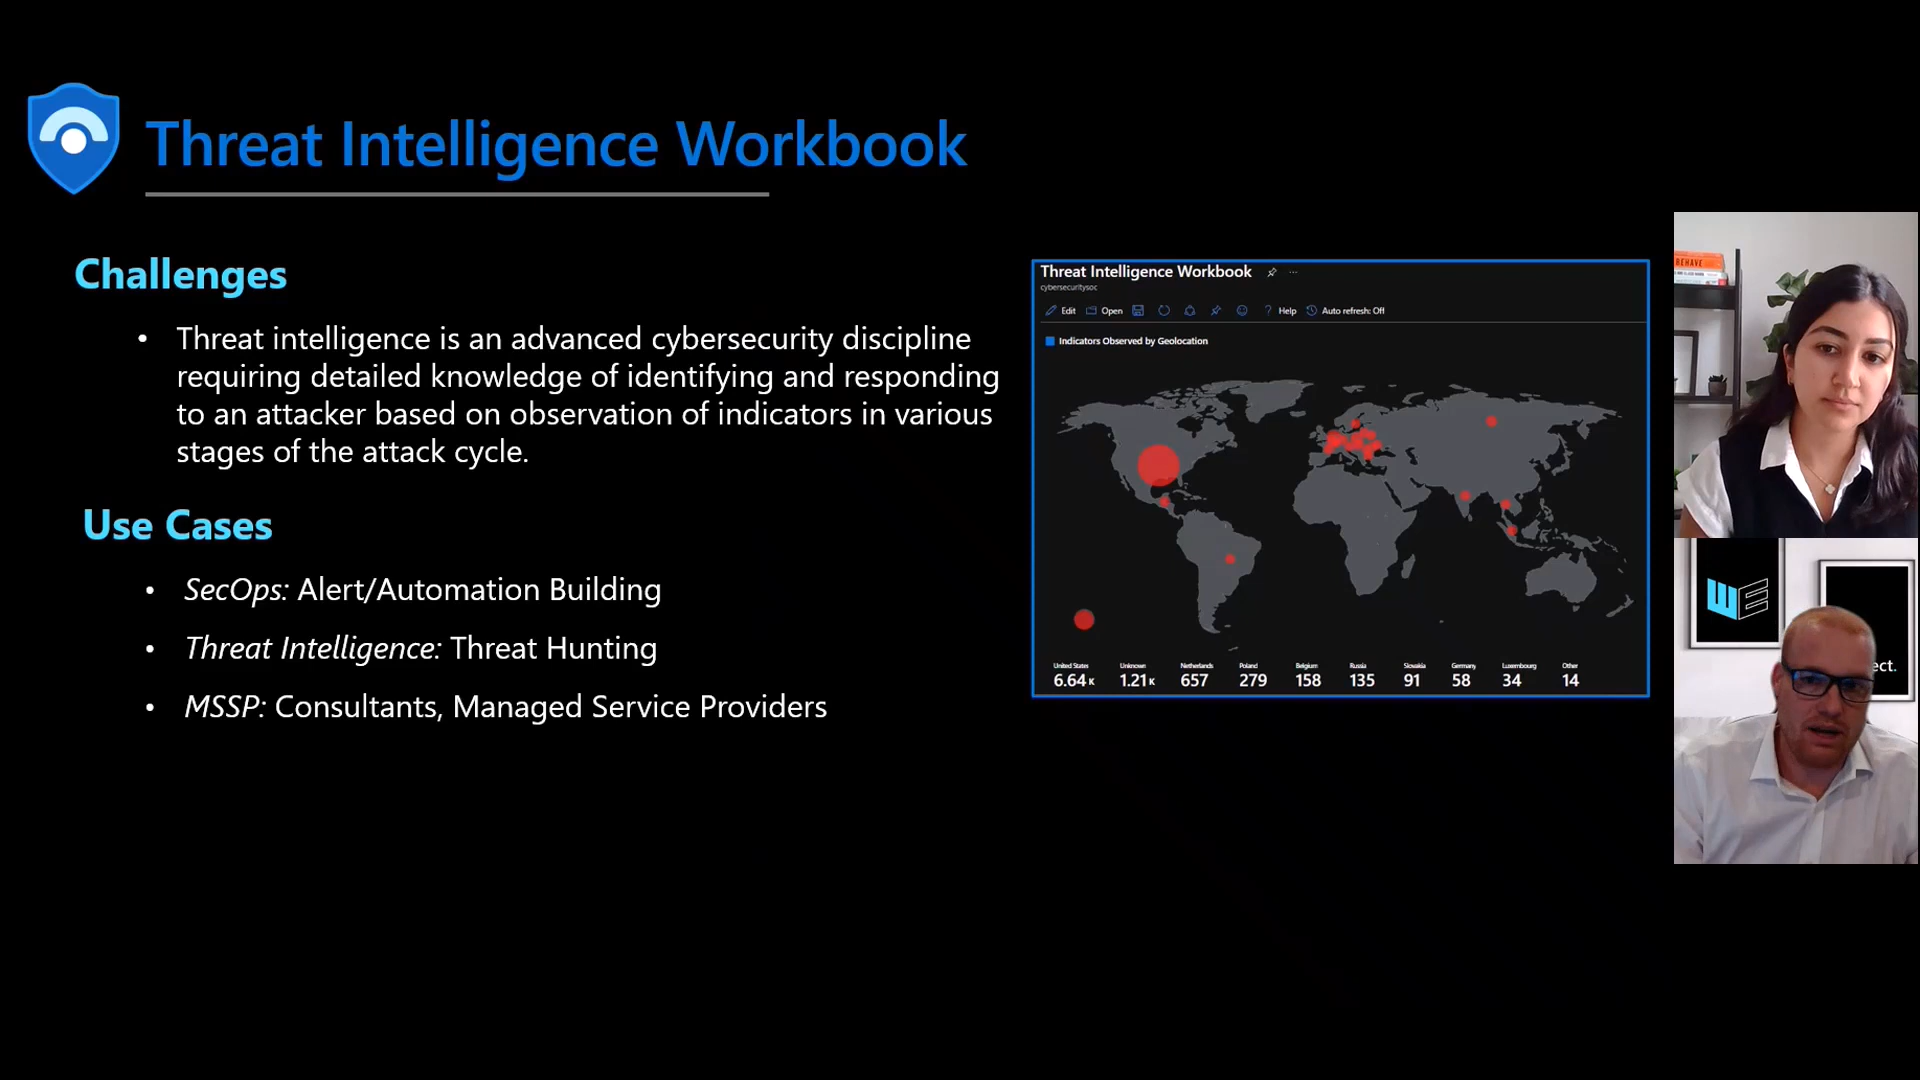 Threat Intelligence Workbook
Challenges
• Threat intelligence is an advanced cybersecurity discipline
requiring detailed knowledge of identifying and responding
to an attacker based on observation of indicators in various
stages of the attack cycle.
Use Cases
• SecOps: Alert/Automation Building
• Threat Intelligence: Threat Hunting
• MSSP: Consultants, Managed Service Providers
Threat Intelligence Workbook
cybersecuritysoc
Edit Open Help Auto refresh: Off
Indicators Observed by Geolocation
United States Unknown Netherlands Poland Belgium Russia Slovakia Germany Luxembourg Other
6.64K 1.21K 657 279 158 135 91 58 34 14
BEHAVE
WE
ect.